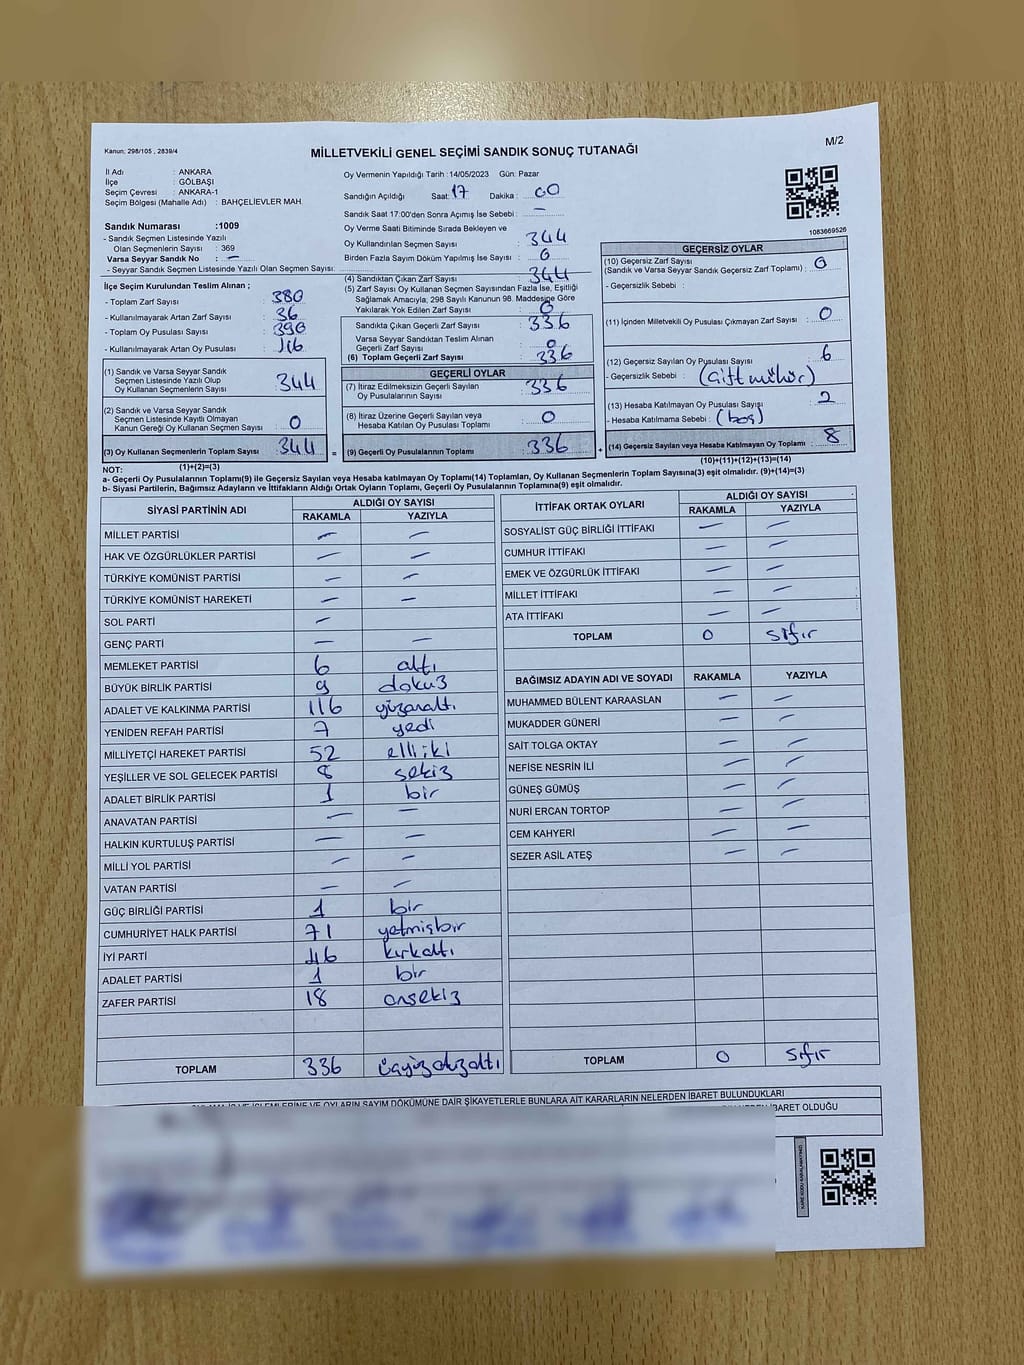 Kanun; 298/105 , 2839/4
M/2
MİLLETVEKİLİ GENEL SEÇİMİ SANDIK SONUÇ TUTANAĞI
İl Adı : ANKARA
İlçe : GÖLBAŞI
Seçim Çevresi : ANKARA-1
Seçim Bölgesi (Mahalle Adı) : BAHÇELİEVLER MAH.
Sandık Numarası :1009
- Sandık Seçmen Listesinde Yazılı
Olan Seçmenlerin Sayısı : 369
Varsa Seyyar Sandık No : –
- Seyyar Sandık Seçmen Listesinde Yazılı Olan Seçmen Sayısı:
İlçe Seçim Kurulundan Teslim Alınan ;
- Toplam Zarf Sayısı : 380
- Kullanılmayarak Artan Zarf Sayısı : 36
- Toplam Oy Pusulası Sayısı : 390
- Kullanılmayarak Artan Oy Pusulası
(1) Sandık ve Varsa Seyyar Sandık
Seçmen Listesinde Yazılı Olup
Oy Kullanan Seçmenlerin Sayısı : 344
(2) Sandık ve Varsa Seyyar Sandık
Seçmen Listesinde Kayıtlı Olmayan
Kanun Gereği Oy Kullanan Seçmen Sayısı : 0
(3) Oy Kullanan Seçmenlerin Toplam Sayısı : 344
(1)+(2)=(3)
Oy Vermenin Yapıldığı Tarih : 14/05/2023 Gün: Pazar
Sandığın Açıldığı Saat: 17 Dakika : 00
Sandık Saat 17:00'den Sonra Açımış İse Sebebi : –
Oy Verme Saati Bitiminde Sırada Bekleyen ve
Oy Kullandırılan Seçmen Sayısı : 344
Birden Fazla Sayım Döküm Yapılmış İse Sayısı : 0
(4) Sandıktan Çıkan Zarf Sayısı : 344
(5) Zarf Sayısı Oy Kullanan Seçmen Sayısından Fazla İse, Eşitliği
Sağlamak Amacıyla, 298 Sayılı Kanunun 98. Maddesine Göre
Yakılarak Yok Edilen Zarf Sayısı : 0
Sandıkta Çıkan Geçerli Zarf Sayısı : 336
Varsa Seyyar Sandıktan Teslim Alınan
Geçerli Zarf Sayısı : 0
(6) Toplam Geçerli Zarf Sayısı : 336
GEÇERLİ OYLAR
(7) İtiraz Edilmeksizin Geçerli Sayılan
Oy Pusulalarının Sayısı : 336
(8) İtiraz Üzerine Geçerli Sayılan veya
Hesaba Katılan Oy Pusulası Toplamı : 0
= (9) Geçerli Oy Pusulalarının Toplamı : 336 +
1083669526
GEÇERSİZ OYLAR
(10) Geçersiz Zarf Sayısı
(Sandık ve Varsa Seyyar Sandık Geçersiz Zarf Toplamı) : 0
- Geçersizlik Sebebi :
(11) İçinden Milletvekili Oy Pusulası Çıkmayan Zarf Sayısı : 0
(12) Geçersiz Sayılan Oy Pusulası Sayısı : 6
- Geçersizlik Sebebi : (Çift mühür)
(13) Hesaba Katılmayan Oy Pusulası Sayısı : 2
- Hesaba Katılmama Sebebi : (boş)
(14) Geçersiz Sayılan veya Hesaba Katılmayan Oy Toplamı : 8
(10)+(11)+(12)+(13)=(14)
NOT:
a- Geçerli Oy Pusulalarının Toplamı(9) ile Geçersiz Sayılan veya Hesaba katılmayan Oy Toplamı(14) Toplamları, Oy Kullanan Seçmenlerin Toplam Sayısına(3) eşit olmalıdır. (9)+(14)=(3)
b- Siyasi Partilerin, Bağımsız Adayların ve İttifakların Aldığı Ortak Oyların Toplamı, Geçerli Oy Pusulalarının Toplamına(9) eşit olmalıdır.
SİYASİ PARTİNİN ADI ALDIĞI OY SAYISI
RAKAMLA YAZIYLA
MİLLET PARTİSİ – –
HAK VE ÖZGÜRLÜKLER PARTİSİ – –
TÜRKİYE KOMÜNİST PARTİSİ – –
TÜRKİYE KOMÜNİST HAREKETİ – –
SOL PARTİ –
GENÇ PARTİ – –
MEMLEKET PARTİSİ 6 altı
BÜYÜK BİRLİK PARTİSİ 9 dokuz
ADALET VE KALKINMA PARTİSİ 116 yüzonaltı
YENİDEN REFAH PARTİSİ 7 yedi
MİLLİYETÇİ HAREKET PARTİSİ 52 elliiki
YEŞİLLER VE SOL GELECEK PARTİSİ 8 sekiz
ADALET BİRLİK PARTİSİ 1 bir
ANAVATAN PARTİSİ – –
HALKIN KURTULUŞ PARTİSİ – –
MİLLİ YOL PARTİSİ – –
VATAN PARTİSİ – –
GÜÇ BİRLİĞİ PARTİSİ 1 bir
CUMHURİYET HALK PARTİSİ 71 yetmişbir
İYİ PARTİ 46 kırkaltı
ADALET PARTİSİ 1 bir
ZAFER PARTİSİ 18 onsekiz
TOPLAM 336 üçyüzotuzaltı
İTTİFAK ORTAK OYLARI ALDIĞI OY SAYISI
RAKAMLA YAZIYLA
SOSYALİST GÜÇ BİRLİĞİ İTTİFAKI – –
CUMHUR İTTİFAKI – –
EMEK VE ÖZGÜRLÜK İTTİFAKI – –
MİLLET İTTİFAKI – –
ATA İTTİFAKI – –
TOPLAM 0 sıfır
BAĞIMSIZ ADAYIN ADI VE SOYADI RAKAMLA YAZIYLA
MUHAMMED BÜLENT KARAASLAN – –
MUKADDER GÜNERİ – –
SAİT TOLGA OKTAY – –
NEFİSE NESRİN İLİ – –
GÜNEŞ GÜMÜŞ – –
NURİ ERCAN TORTOP – –
CEM KAHYERİ – –
SEZER ASİL ATEŞ – –
TOPLAM 0 sıfır
OYLARIN SAYIM DÖKÜMÜNE DAİR ŞİKAYETLERLE BUNLARA AİT KARARLARIN NELERDEN İBARET BULUNDUKLARI
İBARET OLDUĞU